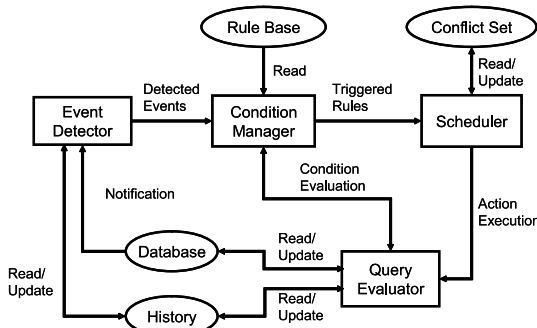 Rule Base
Conflict Set
Read
Read/
Update
Detected
Events
Triggered
Rules
Event
Detector
Condition
Manager
Scheduler
Condition
Evaluation
Notification
Action
Execution
Database
Read/
Update
Query
Evaluator
Read/
Update
Read/
Update
History